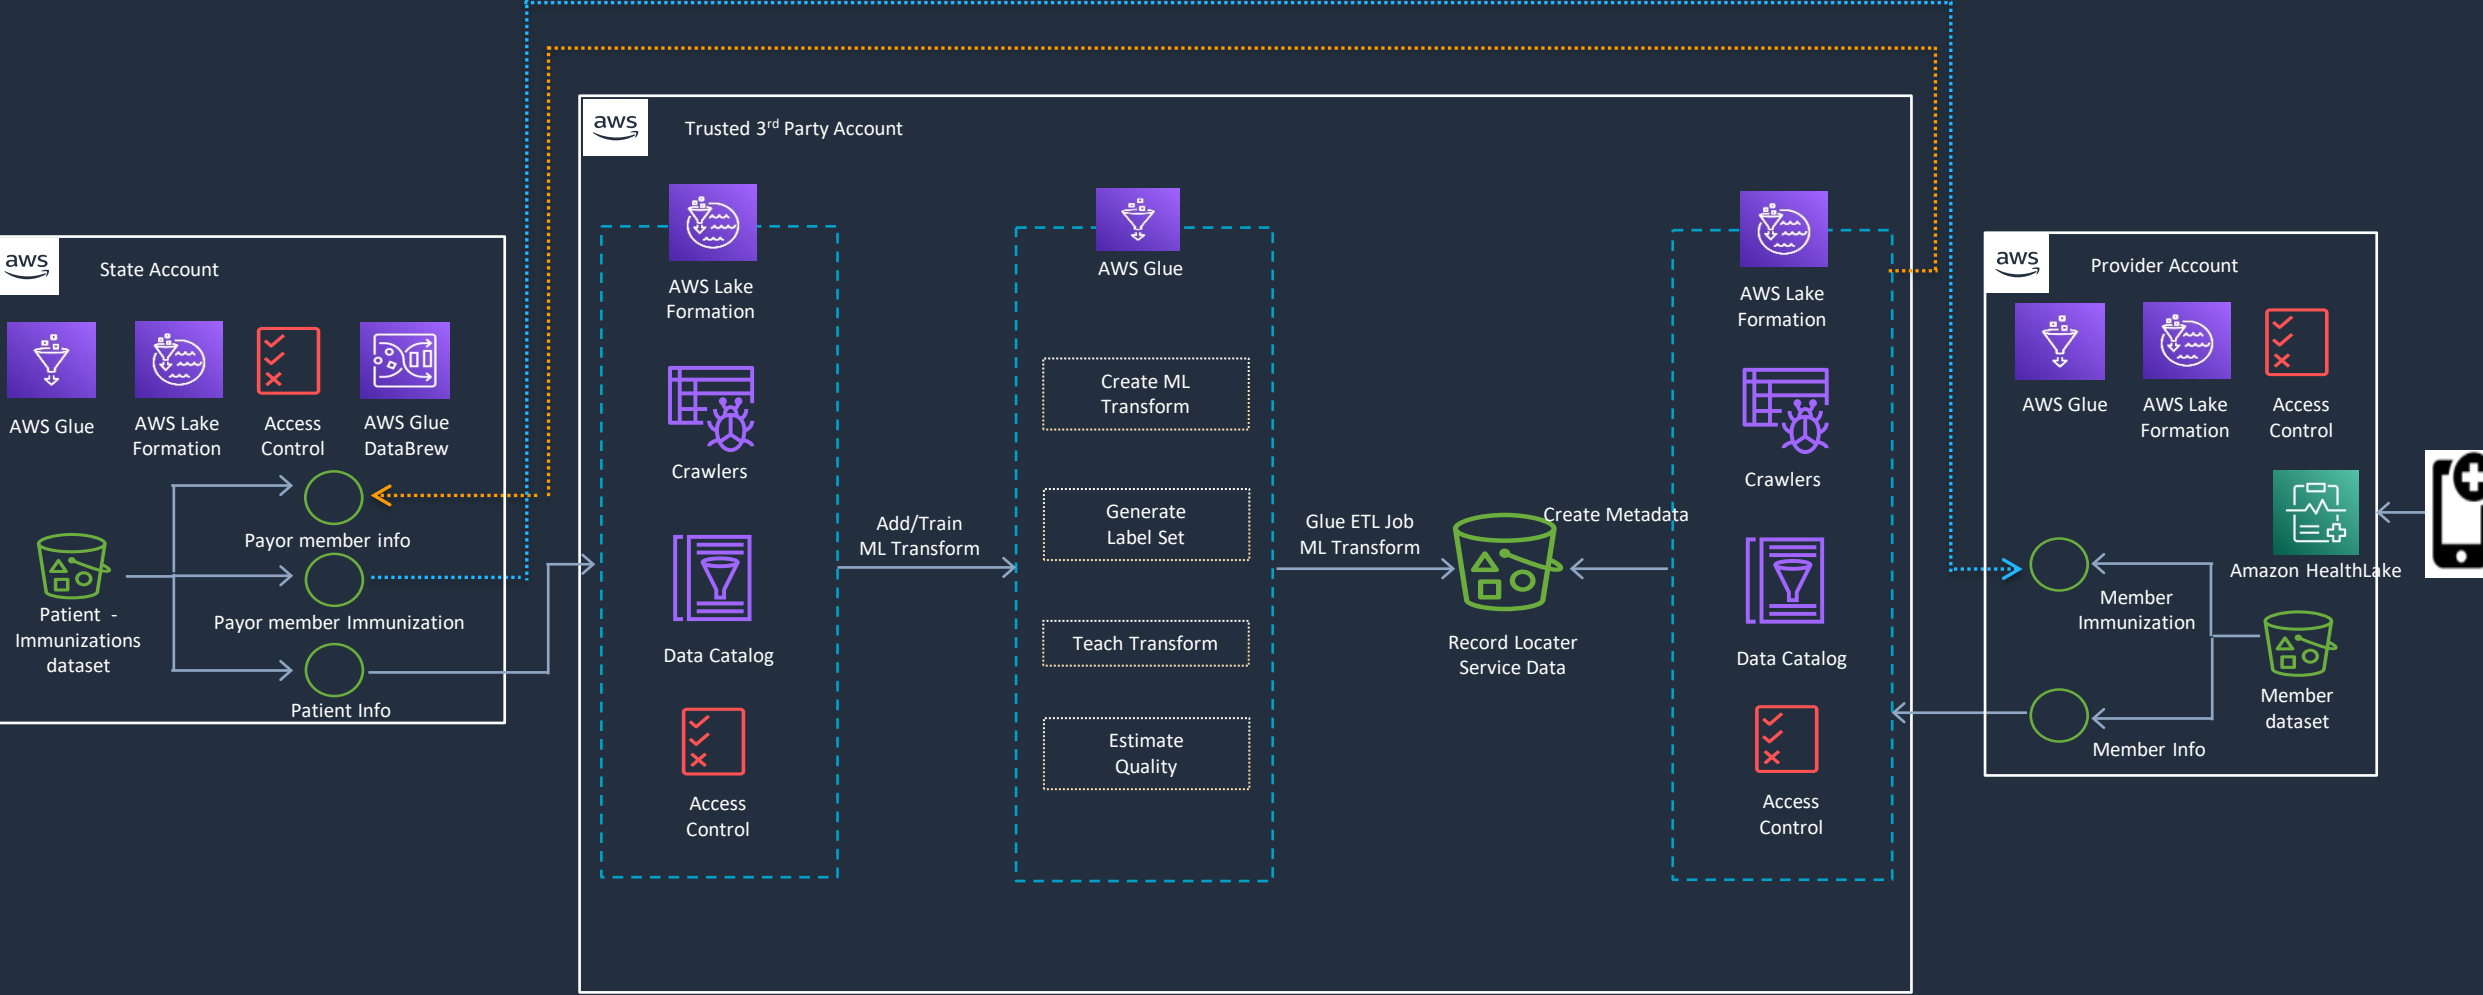 aws
State Account
AWS Glue
AWS Lake
Formation
Access
Control
AWS Glue
DataBrew
Payor member info
Patient -
Immunizations
dataset
Payor member Immunization
Patient Info
aws
Trusted 3rd Party Account
AWS Lake
Formation
Crawlers
Data Catalog
Access
Control
Add/Train
ML Transform
AWS Glue
Create ML
Transform
Generate
Label Set
Teach Transform
Estimate
Quality
Glue ETL Job
ML Transform
Record Locater
Service Data
Create Metadata
AWS Lake
Formation
Crawlers
Data Catalog
Access
Control
aws
Provider Account
AWS Glue
AWS Lake
Formation
Access
Control
Amazon HealthLake
Member
Immunization
Member
dataset
Member Info